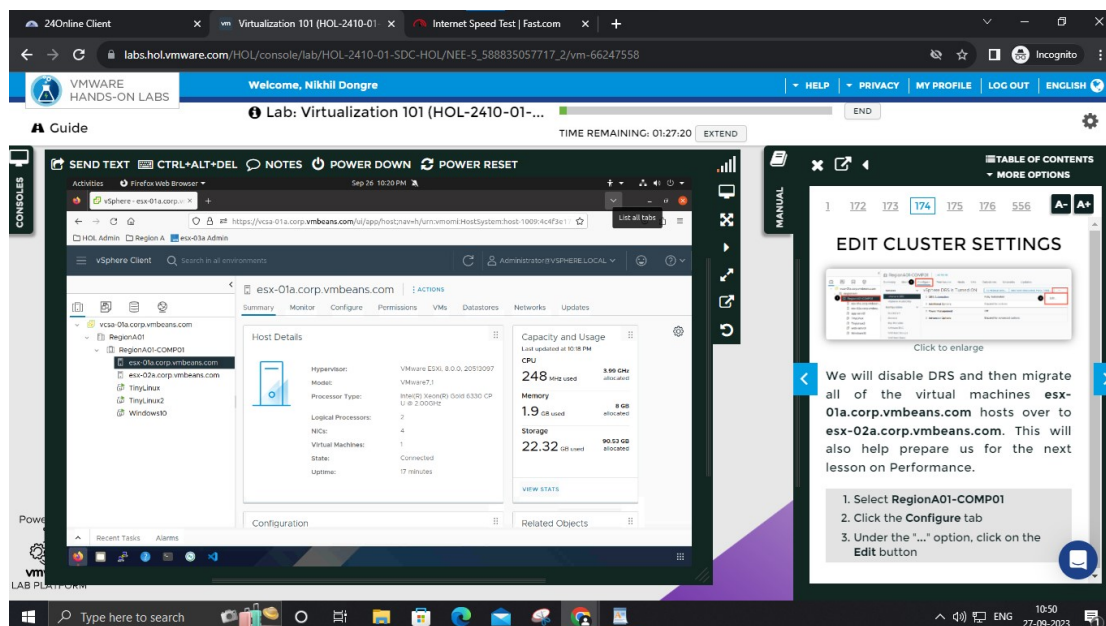 24Online Client
Virtualization 101 (HOL-2410-01-
Internet Speed Test | Fast.com
labs.hol.vmware.com/HOL/console/lab/HOL-2410-01-SDC-HOL/NEE-5_588835057717_2/vm-66247558
Incognito
VMWARE
HANDS-ON LABS
Welcome, Nikhil Dongre
HELP
PRIVACY
MY PROFILE
LOG OUT
ENGLISH
Guide
Lab: Virtualization 101 (HOL-2410-01-...
TIME REMAINING: 01:27:20
EXTEND
END
CONSOLES
SEND TEXT
CTRL+ALT+DEL
NOTES
POWER DOWN
POWER RESET
Activities
Firefox Web Browser
Sep 26 10:20 PM
vSphere - esx-01a.corp.v
List all tabs
https://vcsa-01a.corp.vmbeans.com/ui/app/host;nav=h/urn:vmomi:HostSystem:host-1009:4c4f3e1
HOL Admin
Region A
esx-03a Admin
vSphere Client
Search in all environments
Administrator@VSPHERE.LOCAL
vcsa-01a.corp.vmbeans.com
RegionA01
RegionA01-COMP01
esx-01a.corp.vmbeans.com
esx-02a.corp.vmbeans.com
TinyLinux
TinyLinux2
Windows10
esx-01a.corp.vmbeans.com
ACTIONS
Summary Monitor Configure Permissions VMs Datastores Networks Updates
Host Details
Hypervisor: VMware ESXi, 8.0.0, 20513097
Model: VMware7,1
Processor Type: Intel(R) Xeon(R) Gold 6330 CP
U @ 2.00GHz
Logical Processors: 2
NICs: 4
Virtual Machines: 1
State: Connected
Uptime: 17 minutes
Capacity and Usage
Last updated at 10:18 PM
CPU
248 MHz used 3.99 GHz allocated
Memory
1.9 GB used 8 GB allocated
Storage
22.32 GB used 90.53 GB allocated
VIEW STATS
Configuration
Related Objects
Recent Tasks
Alarms
Powe
vm
LAB PLATFORM
MANUAL
TABLE OF CONTENTS
MORE OPTIONS
1 172 173 174 175 176 556
A- A+
EDIT CLUSTER SETTINGS
Click to enlarge
We will disable DRS and then migrate
all of the virtual machines esx-
01a.corp.vmbeans.com hosts over to
esx-02a.corp.vmbeans.com. This will
also help prepare us for the next
lesson on Performance.
1. Select RegionA01-COMP01
2. Click the Configure tab
3. Under the "..." option, click on the
Edit button
Type here to search
ENG
10:50
27-09-2023